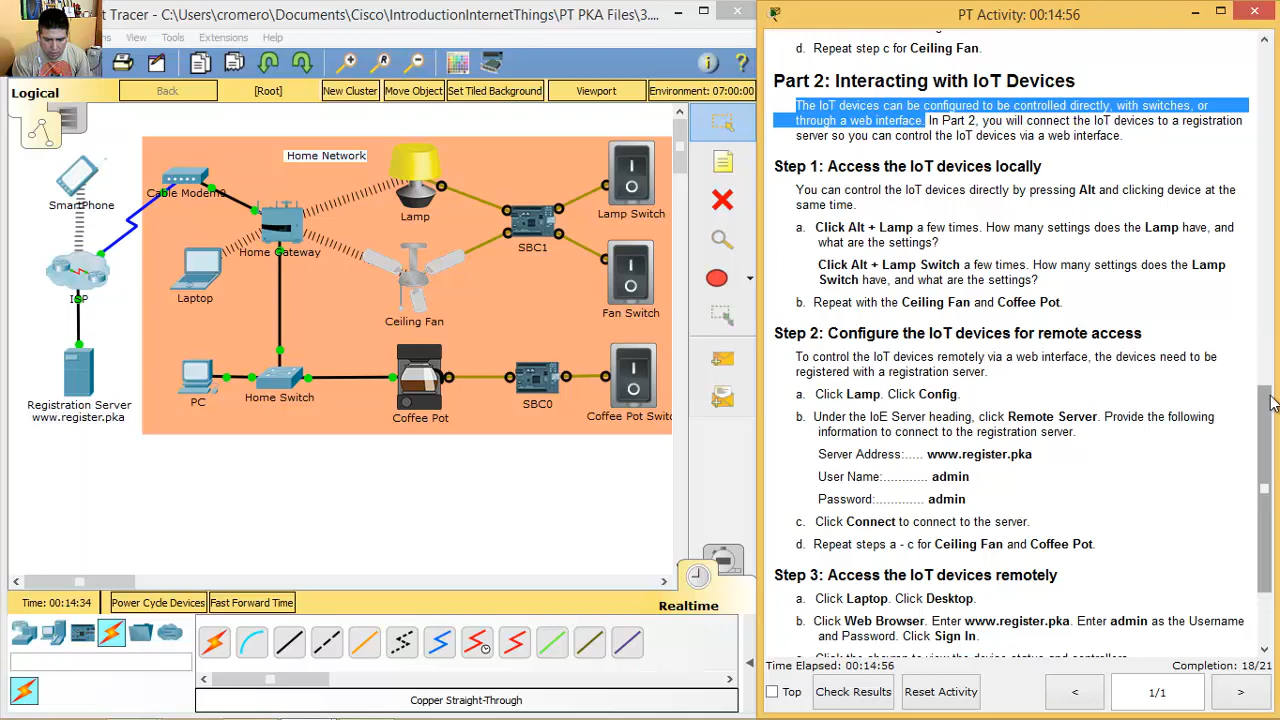 Tracer - C:\Users\cromero\Documents\Cisco\IntroductionInternetThings\PT PKA Files\3....
View Tools Extensions Help
Logical
Back
[Root]
New Cluster
Move Object
Set Tiled Background
Viewport
Environment: 07:00:00
Home Network
SmartPhone
Cable Modem0
Home Gateway
Lamp
SBC1
Lamp Switch
Laptop
ISP
Ceiling Fan
Fan Switch
Registration Server
www.register.pka
PC
Home Switch
Coffee Pot
SBC0
Coffee Pot Switc
Time: 00:14:34
Power Cycle Devices
Fast Forward Time
Realtime
Copper Straight-Through
PT Activity: 00:14:56
d. Repeat step c for Ceiling Fan.
Part 2: Interacting with IoT Devices
The IoT devices can be configured to be controlled directly, with switches, or
through a web interface. In Part 2, you will connect the IoT devices to a registration
server so you can control the IoT devices via a web interface.
Step 1: Access the IoT devices locally
You can control the IoT devices directly by pressing Alt and clicking device at the
same time.
a. Click Alt + Lamp a few times. How many settings does the Lamp have, and
what are the settings?
Click Alt + Lamp Switch a few times. How many settings does the Lamp
Switch have, and what are the settings?
b. Repeat with the Ceiling Fan and Coffee Pot.
Step 2: Configure the IoT devices for remote access
To control the IoT devices remotely via a web interface, the devices need to be
registered with a registration server.
a. Click Lamp. Click Config.
b. Under the IoE Server heading, click Remote Server. Provide the following
information to connect to the registration server.
Server Address:..... www.register.pka
User Name:............ admin
Password:.............. admin
c. Click Connect to connect to the server.
d. Repeat steps a - c for Ceiling Fan and Coffee Pot.
Step 3: Access the IoT devices remotely
a. Click Laptop. Click Desktop.
b. Click Web Browser. Enter www.register.pka. Enter admin as the Username
and Password. Click Sign In.
Time Elapsed: 00:14:56
Completion: 18/21
Top
Check Results
Reset Activity
<
1/1
>